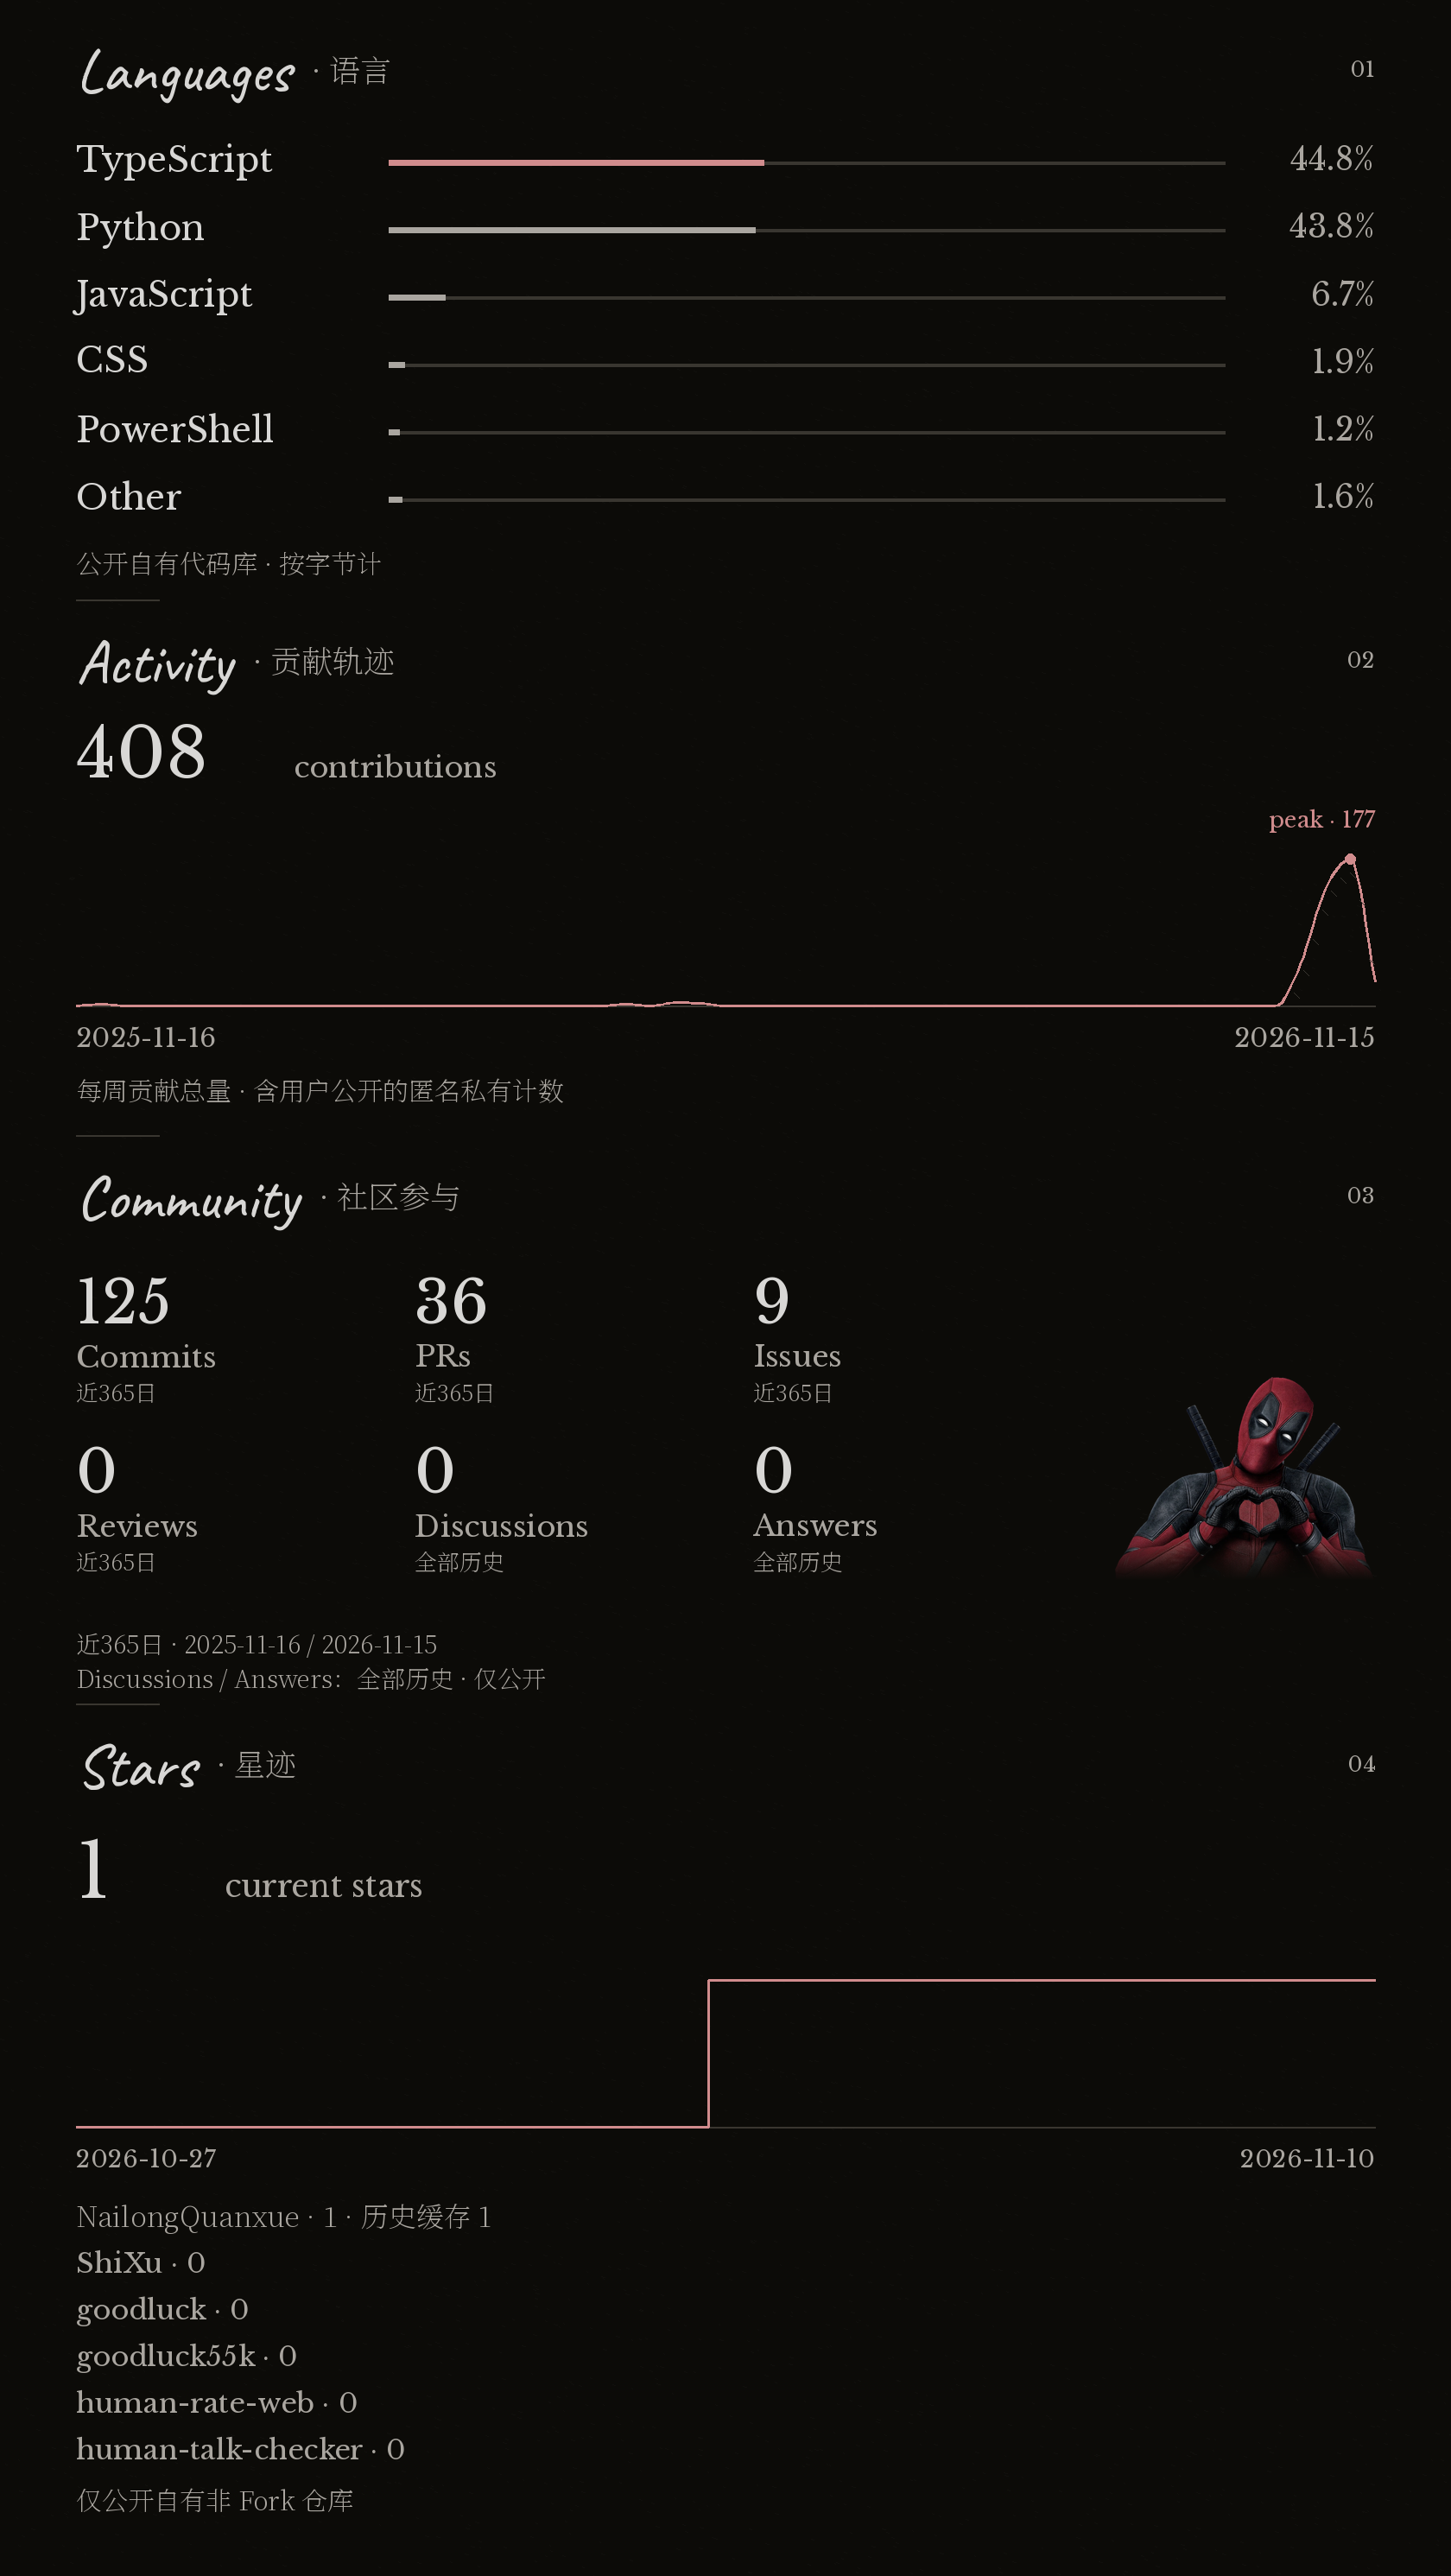 Languages · 语言 01
TypeScript 44.8%
Python 43.8%
JavaScript 6.7%
CSS 1.9%
PowerShell 1.2%
Other 1.6%
公开自有代码库 · 按字节计
Activity · 贡献轨迹 02
408 contributions
peak · 177
2025-11-16 2026-11-15
每周贡献总量 · 含用户公开的匿名私有计数
Community · 社区参与 03
125 36 9
Commits PRs Issues
近365日 近365日 近365日
0 0 0
Reviews Discussions Answers
近365日 全部历史 全部历史
近365日 · 2025-11-16 / 2026-11-15
Discussions / Answers：全部历史 · 仅公开
Stars · 星迹 04
1 current stars
2026-10-27 2026-11-10
NailongQuanxue · 1 · 历史缓存 1
ShiXu · 0
goodluck · 0
goodluck55k · 0
human-rate-web · 0
human-talk-checker · 0
仅公开自有非 Fork 仓库